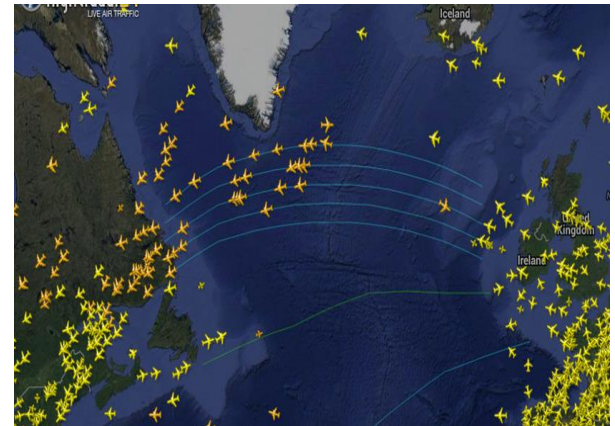 LIVE AIR TRAFFIC
Iceland
United
Kingdom
Ireland